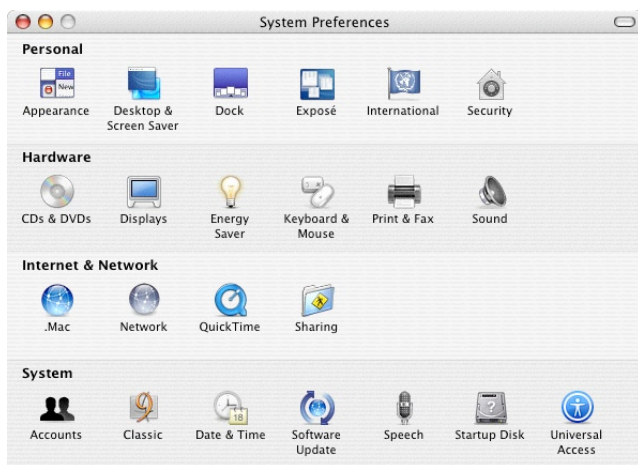 System Preferences
Personal
File
New
Appearance
Desktop &
Screen Saver
Dock
Exposé
International
Security
Hardware
CDs & DVDs
Displays
Energy
Saver
Keyboard &
Mouse
Print & Fax
Sound
Internet & Network
.Mac
Network
QuickTime
Sharing
System
18
?
Accounts
Classic
Date & Time
Software
Update
Speech
Startup Disk
Universal
Access